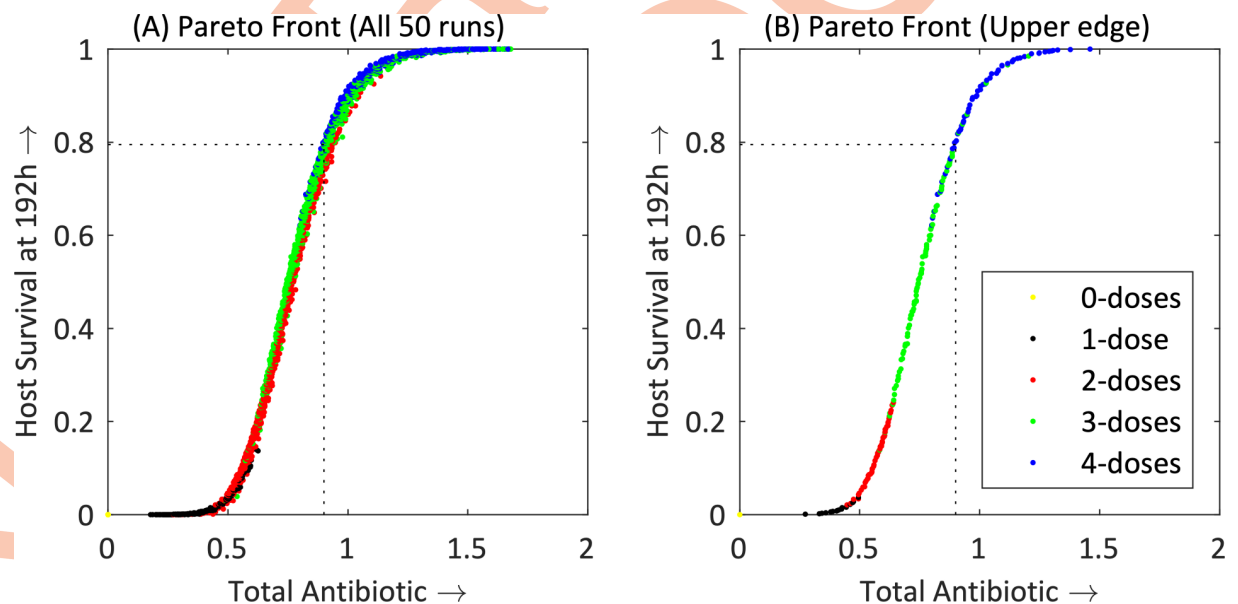 (A) Pareto Front (All 50 runs)
1
0.8
0.6
0.4
0.2
0
Host Survival at 192h →
0 0.5 1 1.5 2
Total Antibiotic →
(B) Pareto Front (Upper edge)
1
0.8
0.6
0.4
0.2
0
Host Survival at 192h →
0-doses
1-dose
2-doses
3-doses
4-doses
0 0.5 1 1.5 2
Total Antibiotic →